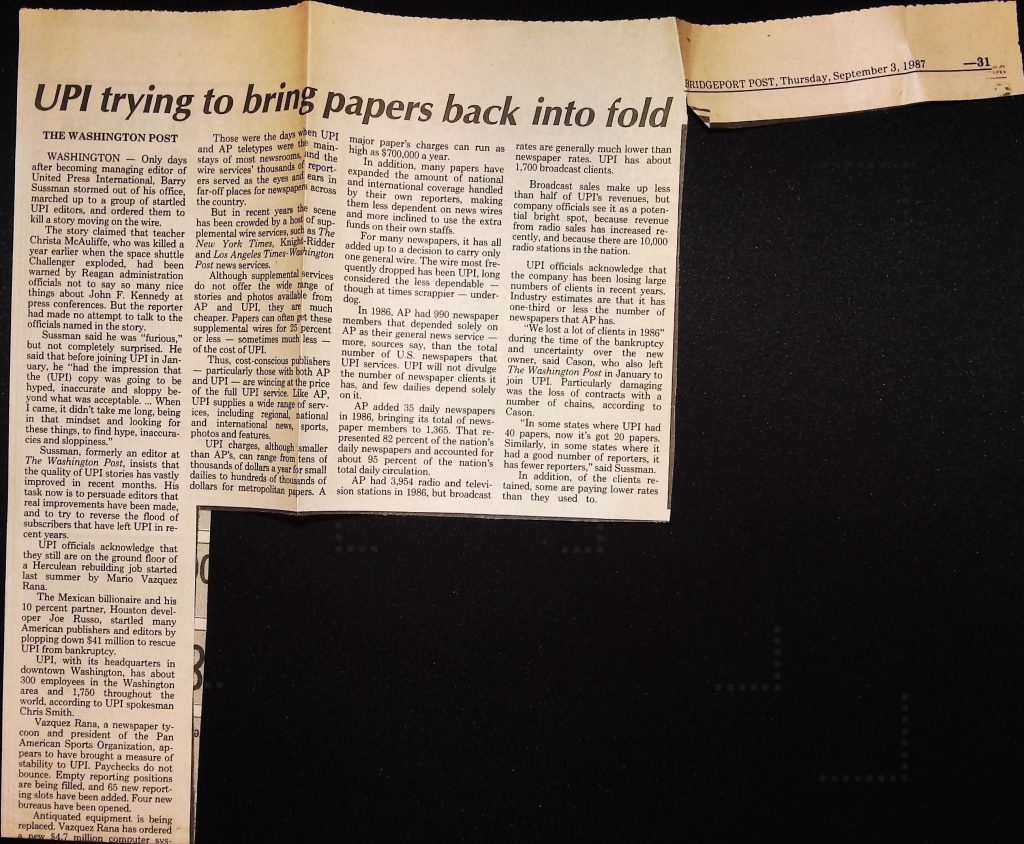 BRIDGEPORT POST, Thursday, September 3, 1987 —31
UPI trying to bring papers back into fold
THE WASHINGTON POST
WASHINGTON — Only days
after becoming managing editor of
United Press International, Barry
Sussman stormed out of his office,
marched up to a group of startled
UPI editors, and ordered them to
kill a story moving on the wire.
The story claimed that teacher
Christa McAuliffe, who was killed a
year earlier when the space shuttle
Challenger exploded, had been
warned by Reagan administration
officials not to say so many nice
things about John F. Kennedy at
press conferences. But the reporter
had made no attempt to talk to the
officials named in the story.
Sussman said he was "furious,"
but not completely surprised. He
said that before joining UPI in Jan-
uary, he "had the impression that
the (UPI) copy was going to be
hyped, inaccurate and sloppy be-
yond what was acceptable. ... When
I came, it didn't take me long, being
in that mindset and looking for
these things, to find hype, inaccura-
cies and sloppiness."
Sussman, formerly an editor at
The Washington Post, insists that
the quality of UPI stories has vastly
improved in recent months. His
task now is to persuade editors that
real improvements have been made,
and to try to reverse the flood of
subscribers that have left UPI in re-
cent years.
UPI officials acknowledge that
they still are on the ground floor of
a Herculean rebuilding job started
last summer by Mario Vazquez
Rana.
The Mexican billionaire and his
10 percent partner, Houston devel-
oper Joe Russo, startled many
American publishers and editors by
plopping down $41 million to rescue
UPI from bankruptcy.
UPI, with its headquarters in
downtown Washington, has about
300 employees in the Washington
area and 1,750 throughout the
world, according to UPI spokesman
Chris Smith.
Vazquez Rana, a newspaper ty-
coon and president of the Pan
American Sports Organization, ap-
pears to have brought a measure of
stability to UPI. Paychecks do not
bounce. Empty reporting positions
are being filled, and 65 new report-
ing slots have been added. Four new
bureaus have been opened.
Antiquated equipment is being
replaced. Vazquez Rana has ordered
a new $4.7 million computer sys-
Those were the days when UPI
and AP teletypes were the main-
stays of most newsrooms, and the
wire services' thousands of report-
ers served as the eyes and ears in
far-off places for newspapers across
the country.
But in recent years the scene
has been crowded by a host of sup-
plemental wire services, such as The
New York Times, Knight-Ridder
and Los Angeles Times-Washington
Post news services.
Although supplemental services
do not offer the wide range of
stories and photos available from
AP and UPI, they are much
cheaper. Papers can often get these
supplemental wires for 25 percent
or less — sometimes much less —
of the cost of UPI.
Thus, cost-conscious publishers
— particularly those with both AP
and UPI — are wincing at the price
of the full UPI service. Like AP,
UPI supplies a wide range of serv-
ices, including regional, national
and international news, sports,
photos and features.
UPI charges, although smaller
than AP's, can range from tens of
thousands of dollars a year for small
dailies to hundreds of thousands of
dollars for metropolitan papers. A
major paper's charges can run as
high as $700,000 a year.
In addition, many papers have
expanded the amount of national
and international coverage handled
by their own reporters, making
them less dependent on news wires
and more inclined to use the extra
funds on their own staffs.
For many newspapers, it has all
added up to a decision to carry only
one general wire. The wire most fre-
quently dropped has been UPI, long
considered the less dependable —
though at times scrappier — under-
dog.
In 1986, AP had 990 newspaper
members that depended solely on
AP as their general news service —
more, sources say, than the total
number of U.S. newspapers that
UPI services. UPI will not divulge
the number of newspaper clients it
has, and few dailies depend solely
on it.
AP added 35 daily newspapers
in 1986, bringing its total of news-
paper members to 1,365. That re-
presented 82 percent of the nation's
daily newspapers and accounted for
about 95 percent of the nation's
total daily circulation.
AP had 3,954 radio and televi-
sion stations in 1986, but broadcast
rates are generally much lower than
newspaper rates. UPI has about
1,700 broadcast clients.
Broadcast sales make up less
than half of UPI's revenues, but
company officials see it as a poten-
tial bright spot, because revenue
from radio sales has increased re-
cently, and because there are 10,000
radio stations in the nation.
UPI officials acknowledge that
the company has been losing large
numbers of clients in recent years.
Industry estimates are that it has
one-third or less the number of
newspapers that AP has.
"We lost a lot of clients in 1986"
during the time of the bankruptcy
and uncertainty over the new
owner, said Cason, who also left
The Washington Post in January to
join UPI. Particularly damaging
was the loss of contracts with a
number of chains, according to
Cason.
"In some states where UPI had
40 papers, now it's got 20 papers.
Similarly, in some states where it
had a good number of reporters, it
has fewer reporters," said Sussman.
In addition, of the clients re-
tained, some are paying lower rates
than they used to.